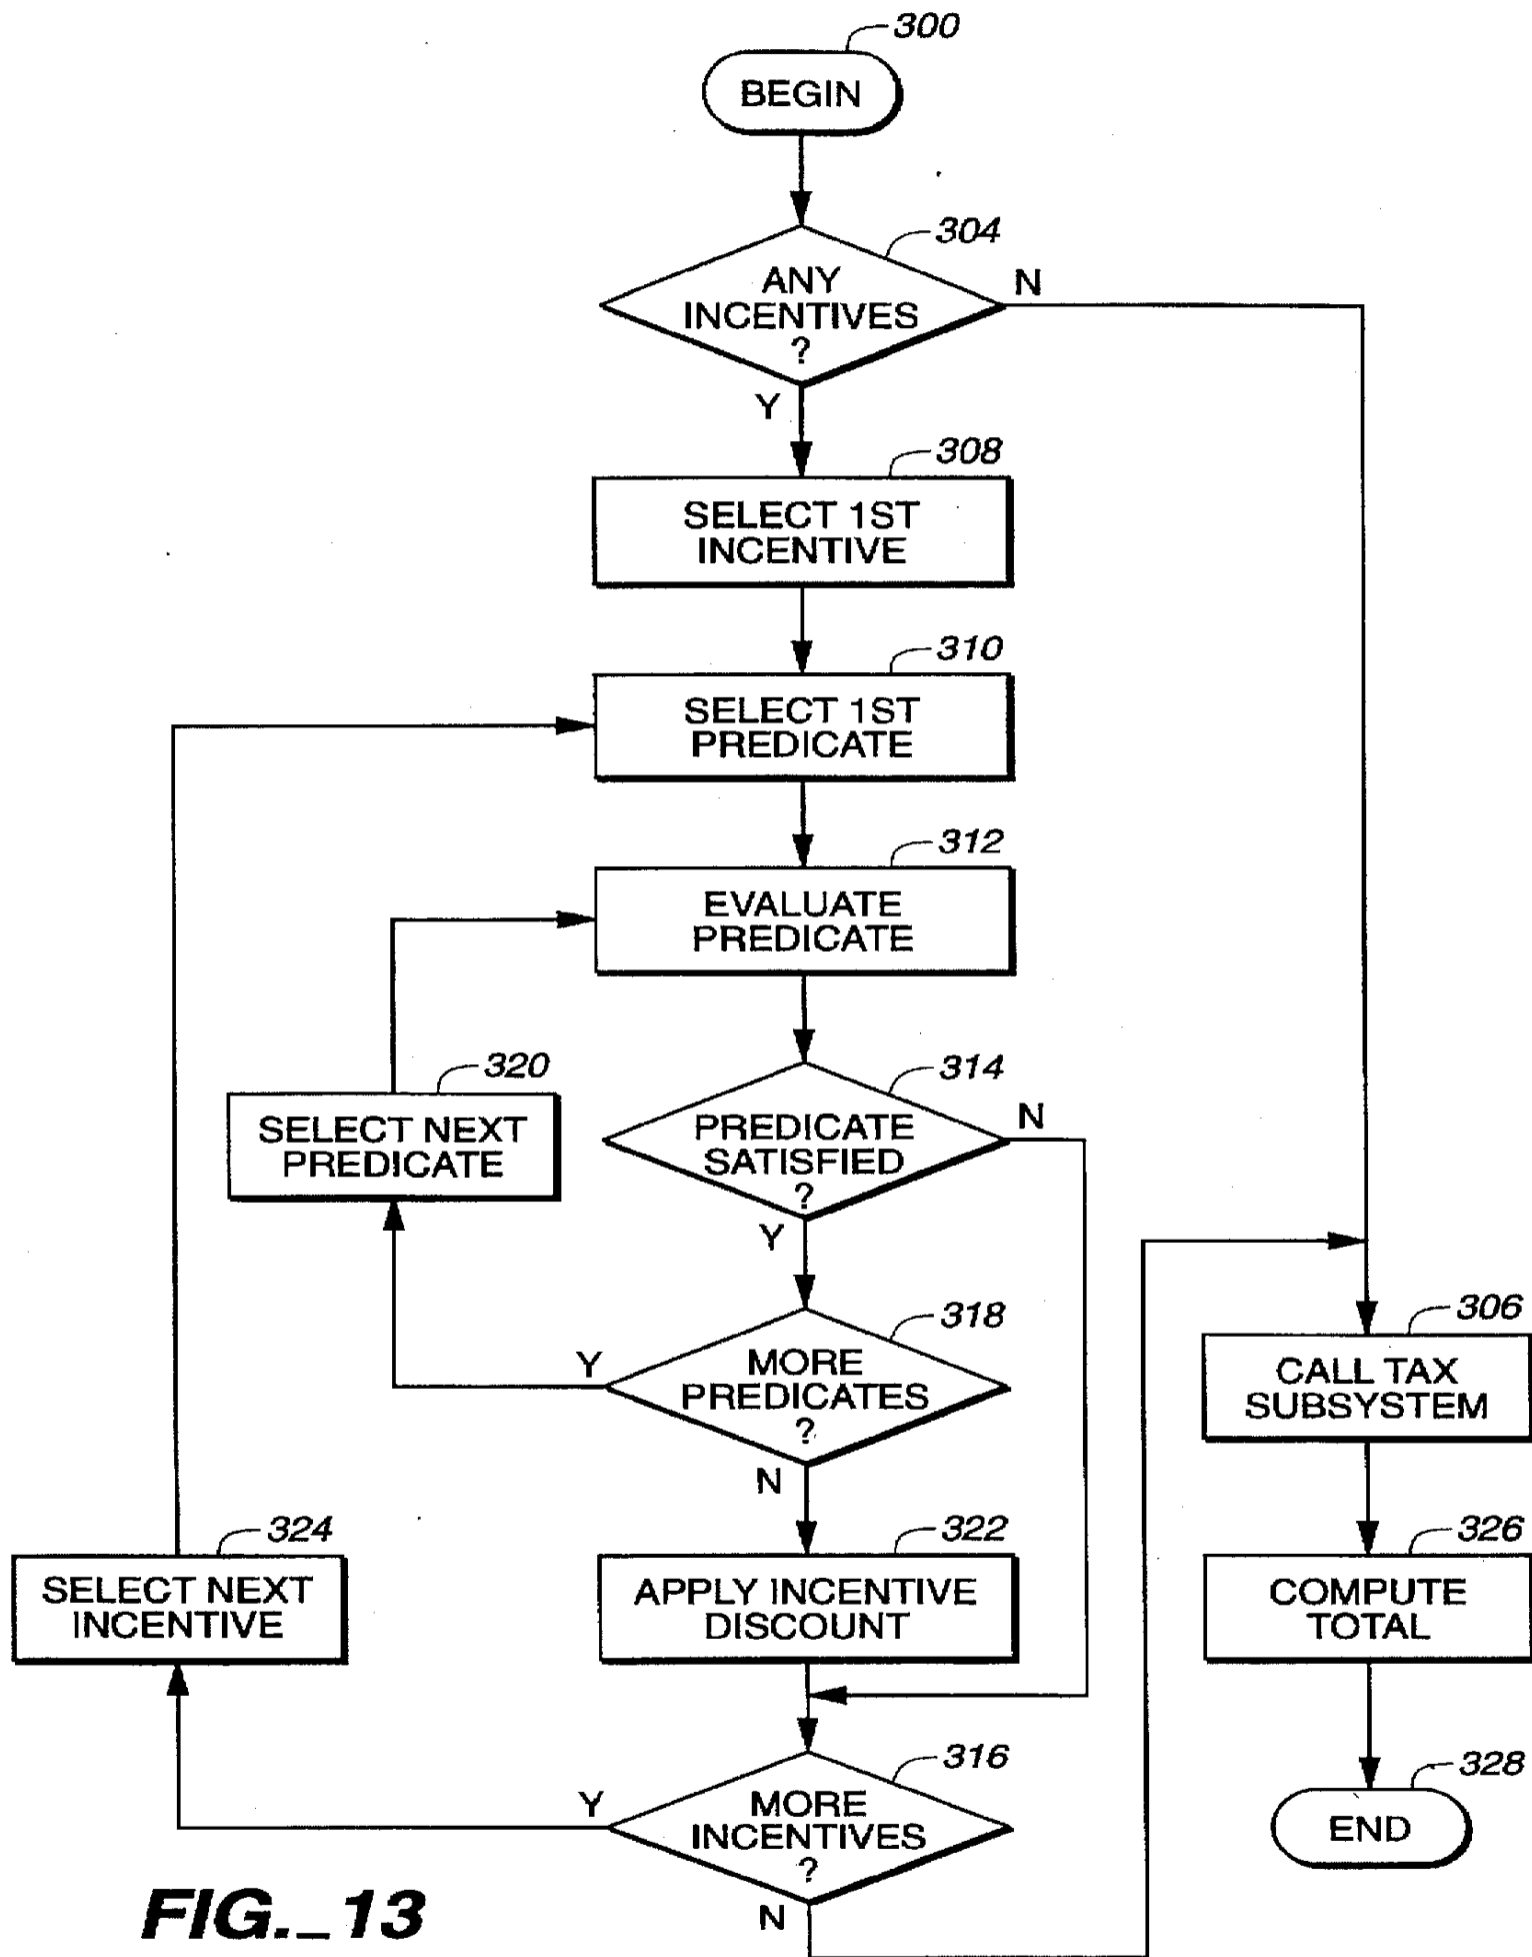 300
BEGIN
304
ANY
INCENTIVES
?
N
Y
308
SELECT 1ST
INCENTIVE
310
SELECT 1ST
PREDICATE
312
EVALUATE
PREDICATE
320
SELECT NEXT
PREDICATE
314
PREDICATE
SATISFIED
?
N
Y
318
MORE
PREDICATES
?
Y
N
306
CALL TAX
SUBSYSTEM
324
SELECT NEXT
INCENTIVE
322
APPLY INCENTIVE
DISCOUNT
326
COMPUTE
TOTAL
316
MORE
INCENTIVES
?
Y
N
328
END
FIG._13